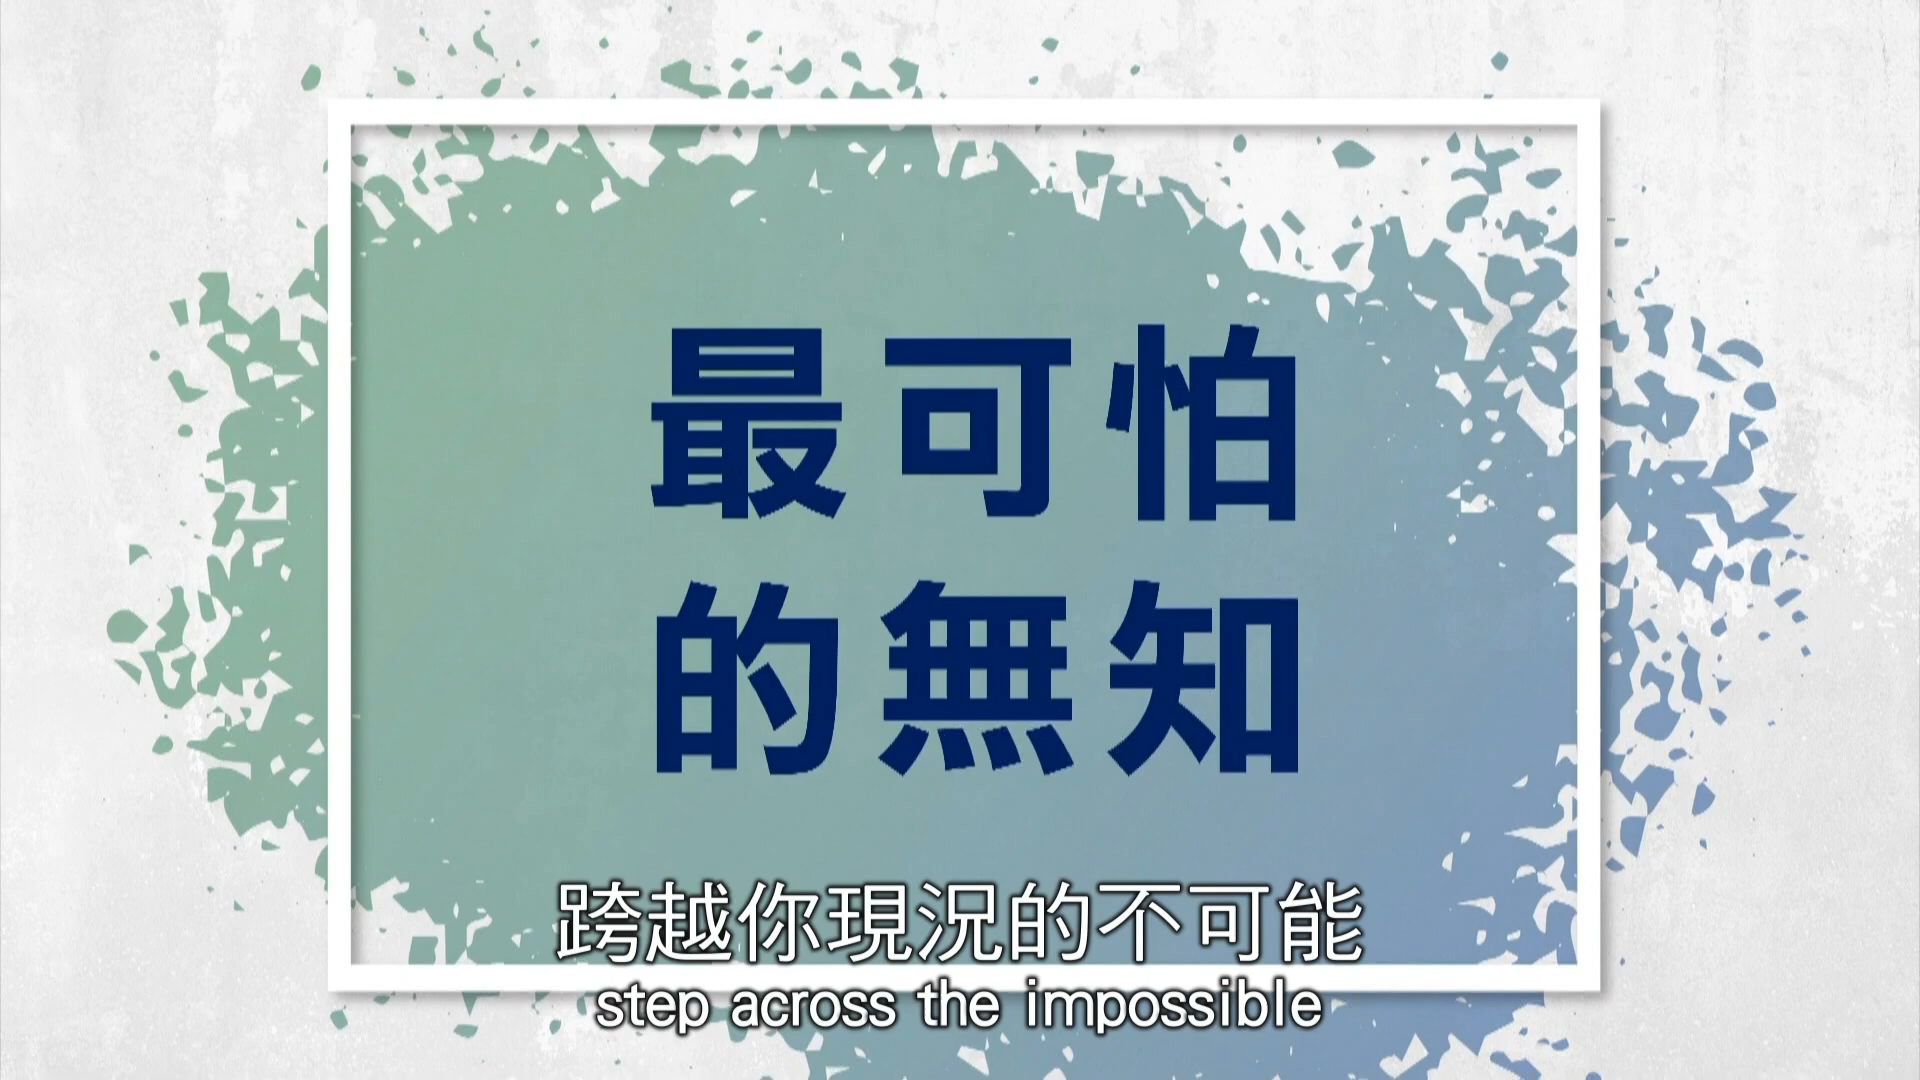 最可怕
的無知
跨越你現況的不可能
step across the impossible